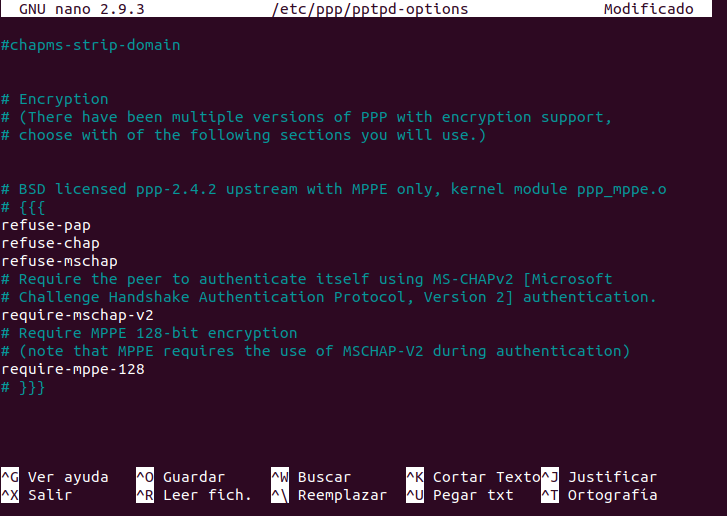 GNU nano 2.9.3 /etc/ppp/pptpd-options Modificado
#chapms-strip-domain
# Encryption
# (There have been multiple versions of PPP with encryption support,
# choose with of the following sections you will use.)
# BSD licensed ppp-2.4.2 upstream with MPPE only, kernel module ppp_mppe.o
# {{{
refuse-pap
refuse-chap
refuse-mschap
# Require the peer to authenticate itself using MS-CHAPv2 [Microsoft
# Challenge Handshake Authentication Protocol, Version 2] authentication.
require-mschap-v2
# Require MPPE 128-bit encryption
# (note that MPPE requires the use of MSCHAP-V2 during authentication)
require-mppe-128
# }}}
^G Ver ayuda ^O Guardar ^W Buscar ^K Cortar Texto ^J Justificar
^X Salir ^R Leer fich. ^\ Reemplazar ^U Pegar txt ^T Ortografía